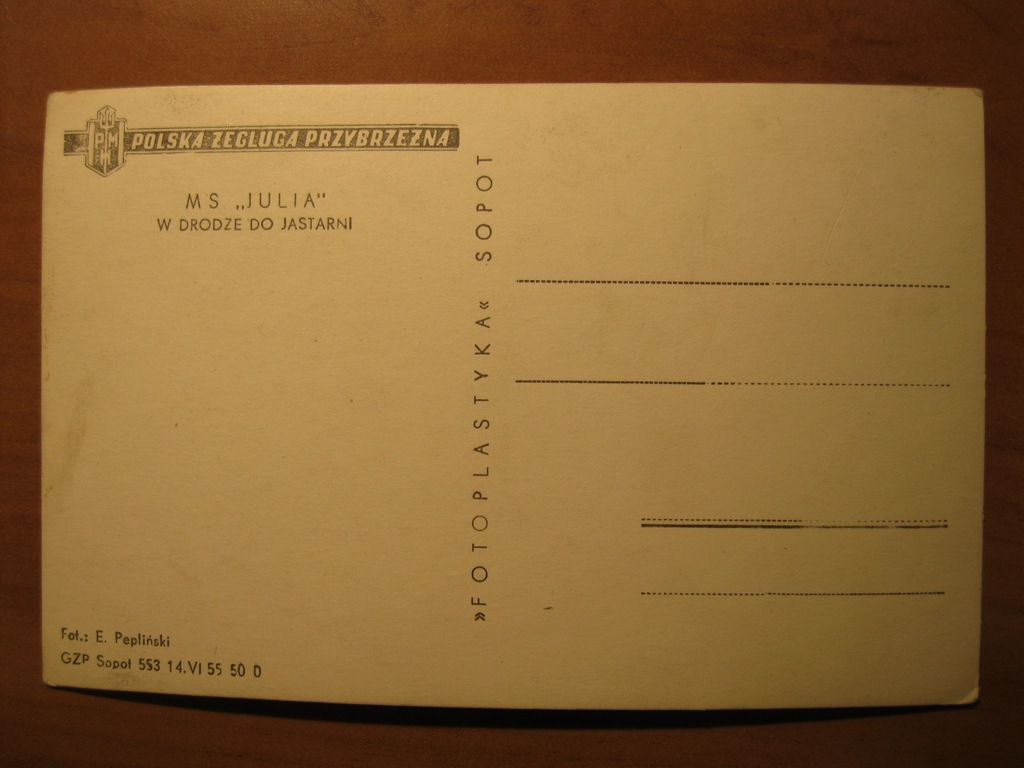 PMH
POLSKA ŻEGLUGA PRZYBRZEŻNA
MS „JULIA"
W DRODZE DO JASTARNI
»FOTOPLASTYKA« SOPOT
Fot.: E. Pepliński
GZP Sopot 553 14.VI 55 50 0